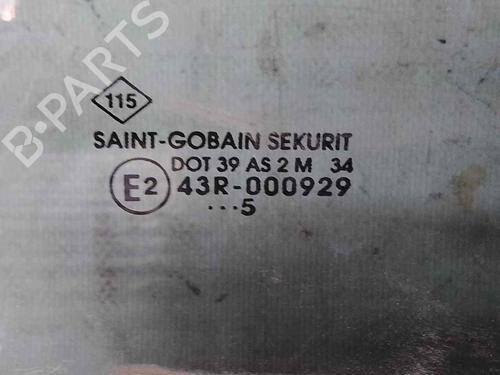 B-PARTS
115
SAINT-GOBAIN SEKURIT
DOT 39 AS 2 M 34
E2 43R-000929
...5